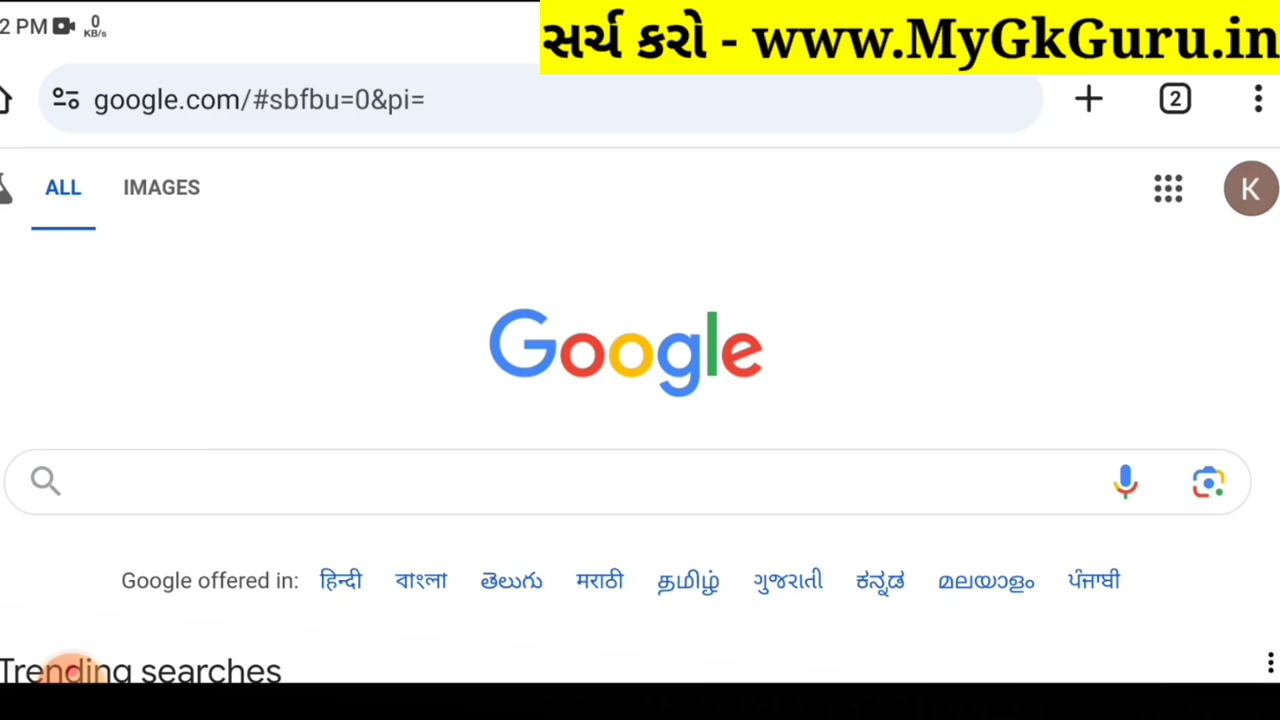 2 PM 0 KB/s
સર્ચ કરો - www.MyGkGuru.in
google.com/#sbfbu=0&pi=
2
ALL IMAGES
K
Google
Google offered in: हिन्दी বাংলা తెలుగు मराठी தமிழ் ગુજરાતી ಕನ್ನಡ മലയാളം ਪੰਜਾਬੀ
Trending searches